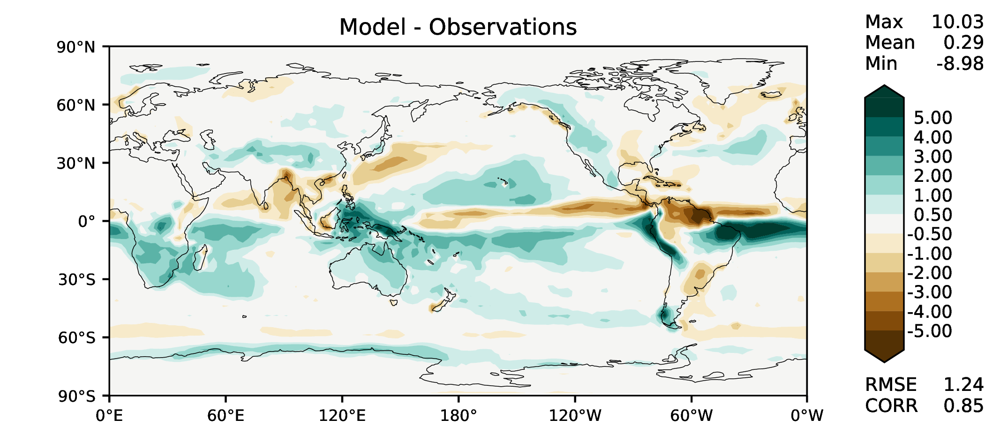 Model - Observations
Max 10.03
Mean 0.29
Min -8.98
90°N
60°N
30°N
0°
30°S
60°S
90°S
0°E 60°E 120°E 180° 120°W 60°W 0°W
5.00
4.00
3.00
2.00
1.00
0.50
-0.50
-1.00
-2.00
-3.00
-4.00
-5.00
RMSE 1.24
CORR 0.85